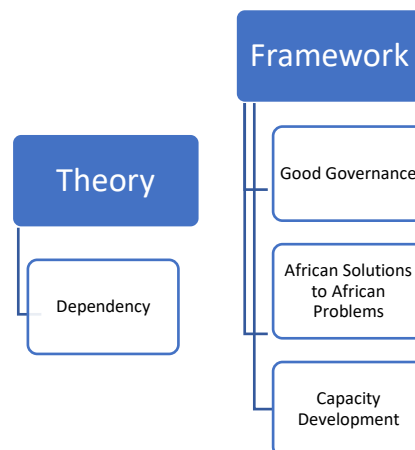 Framework
Good Governance
Theory
African Solutions
to African
Problems
Dependency
Capacity
Development